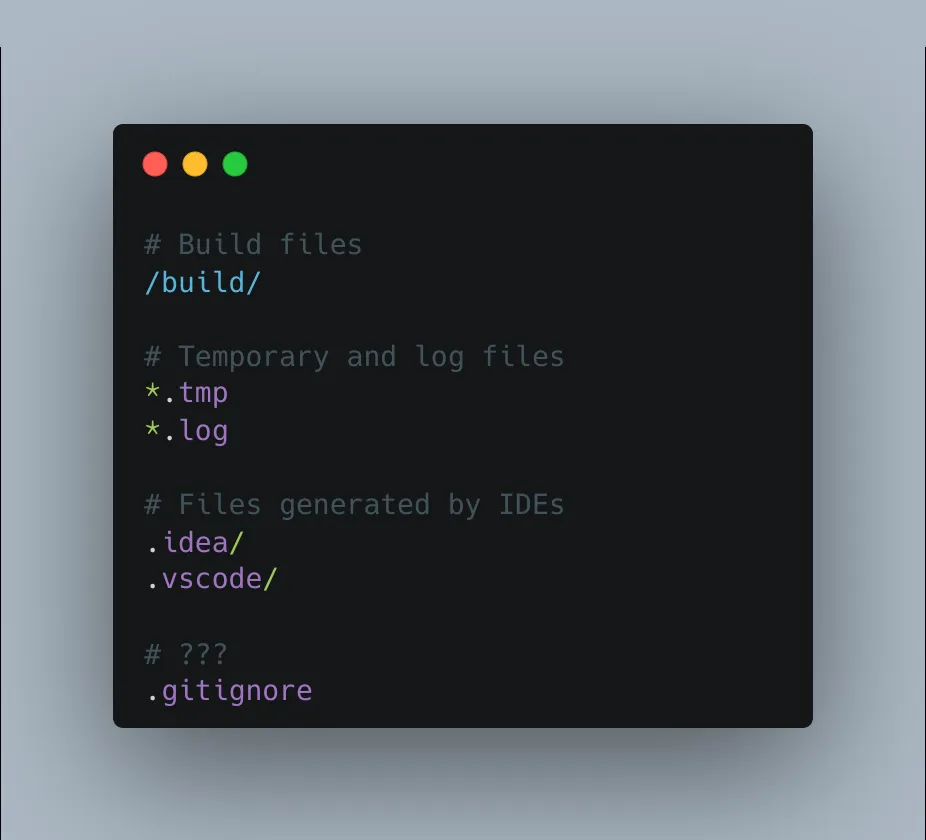 # Build files
/build/
# Temporary and log files
*.tmp
*.log
# Files generated by IDEs
.idea/
.vscode/
# ???
.gitignore